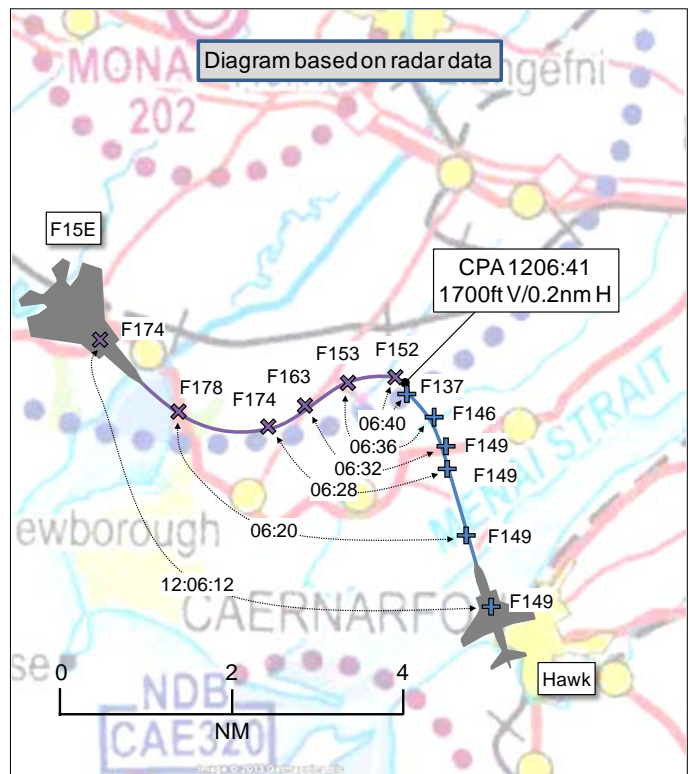 Diagram based on radar data
MONA
202
angefni
F15E
CPA 1206:41
1700ft V/0.2nm H
F174
F178
F174
F163
F153
F152
F137
F146
F149
F149
F149
F149
06:40
06:36
06:32
06:28
06:20
12:06:12
MENAI STRAIT
ewborough
CAERNARFO
se
0
2
4
NM
NDB
CAE320
Hawk